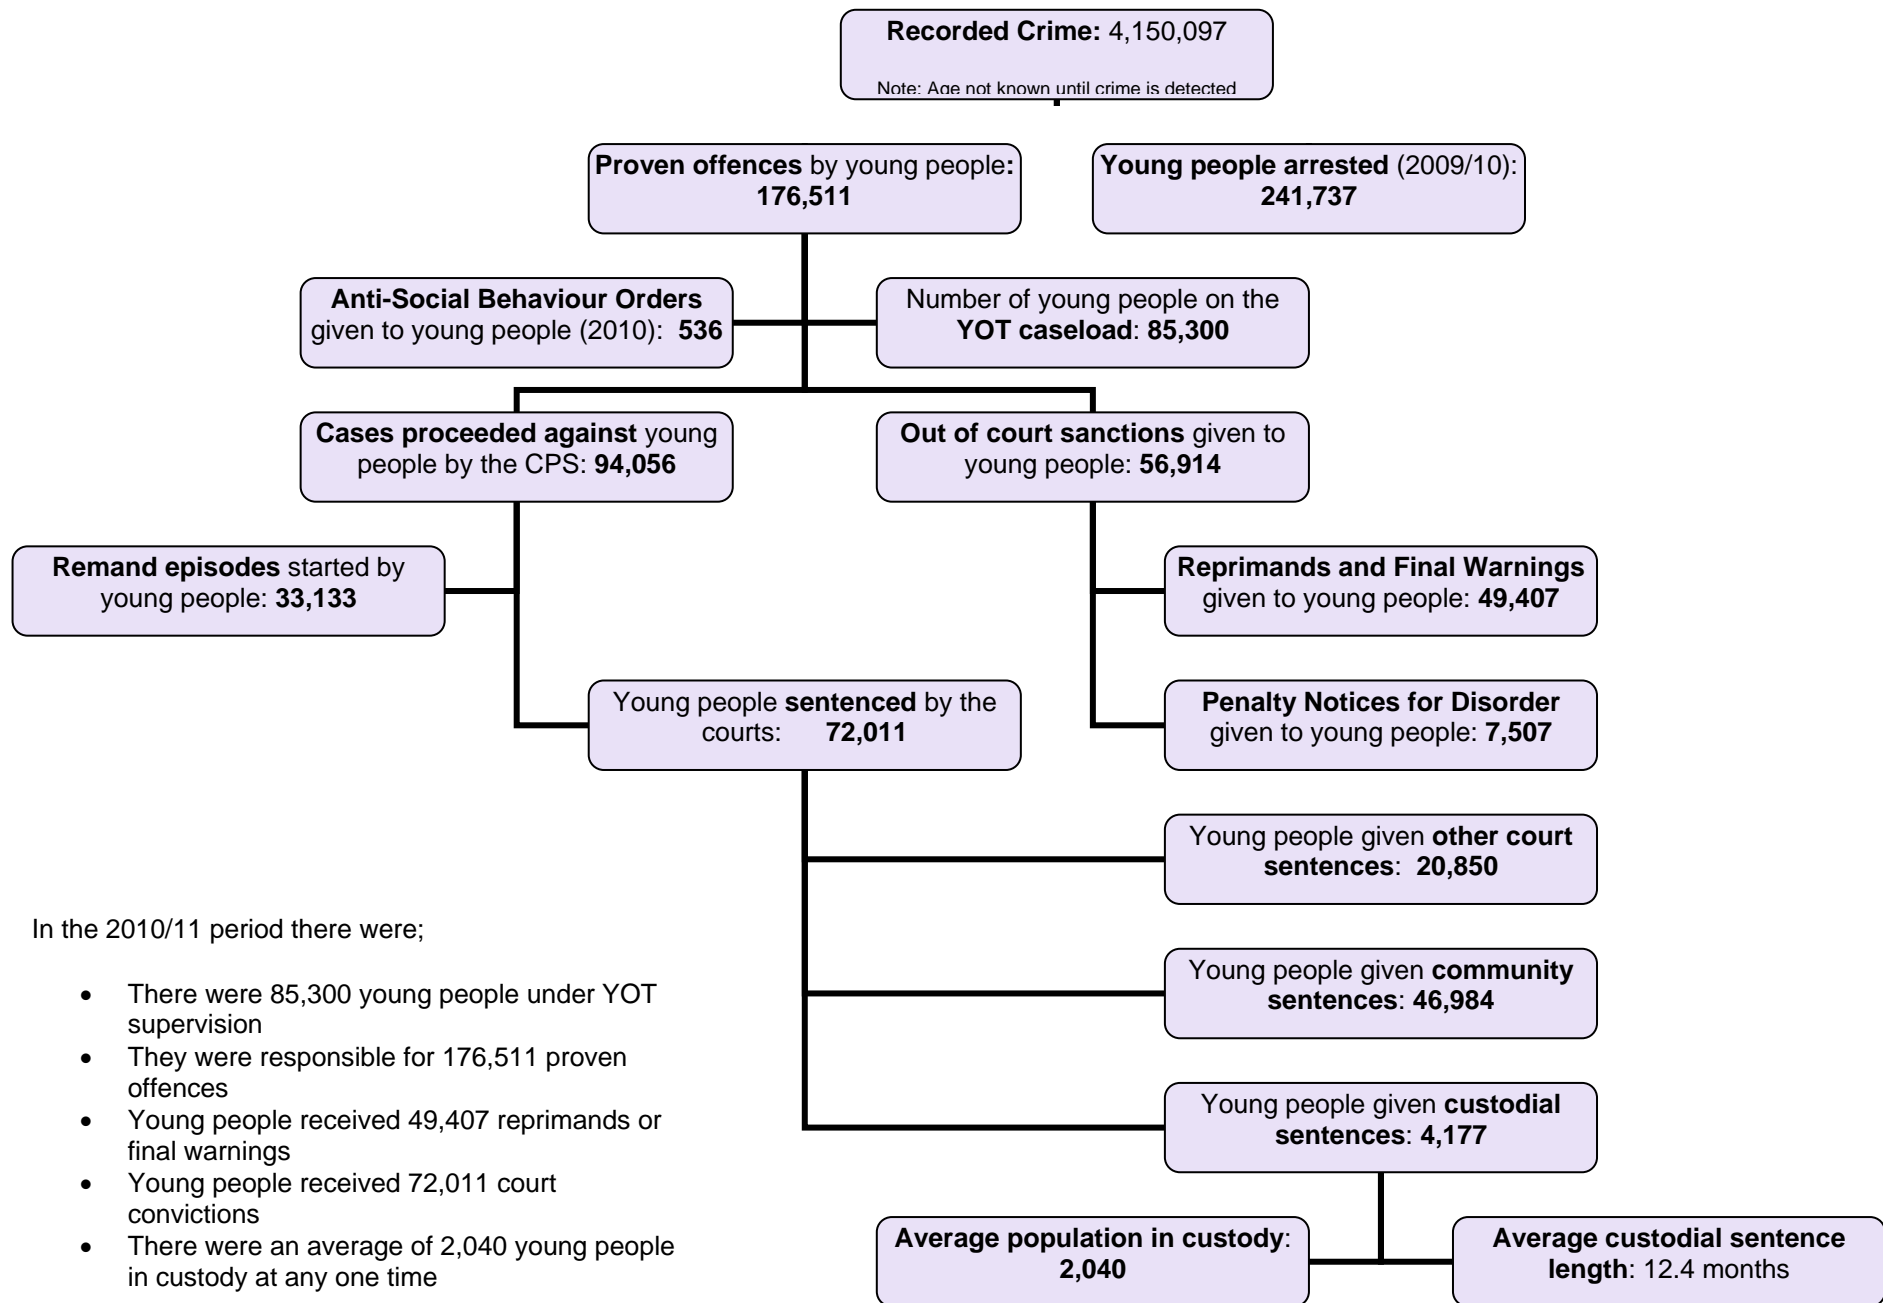 Recorded Crime: 4,150,097
Note: Age not known until crime is detected
Proven offences by young people:
176,511
Young people arrested (2009/10):
241,737
Anti-Social Behaviour Orders
given to young people (2010):  536
Number of young people on the
YOT caseload: 85,300
Cases proceeded against young
people by the CPS: 94,056
Out of court sanctions given to
young people: 56,914
Remand episodes started by
young people: 33,133
Reprimands and Final Warnings
given to young people: 49,407
Young people sentenced by the
courts:     72,011
Penalty Notices for Disorder
given to young people: 7,507
Young people given other court
sentences:  20,850
In the 2010/11 period there were;
• There were 85,300 young people under YOT
supervision
• They were responsible for 176,511 proven
offences
• Young people received 49,407 reprimands or
final warnings
• Young people received 72,011 court
convictions
• There were an average of 2,040 young people
in custody at any one time
Young people given community
sentences: 46,984
Young people given custodial
sentences: 4,177
Average population in custody:
2,040
Average custodial sentence
length: 12.4 months